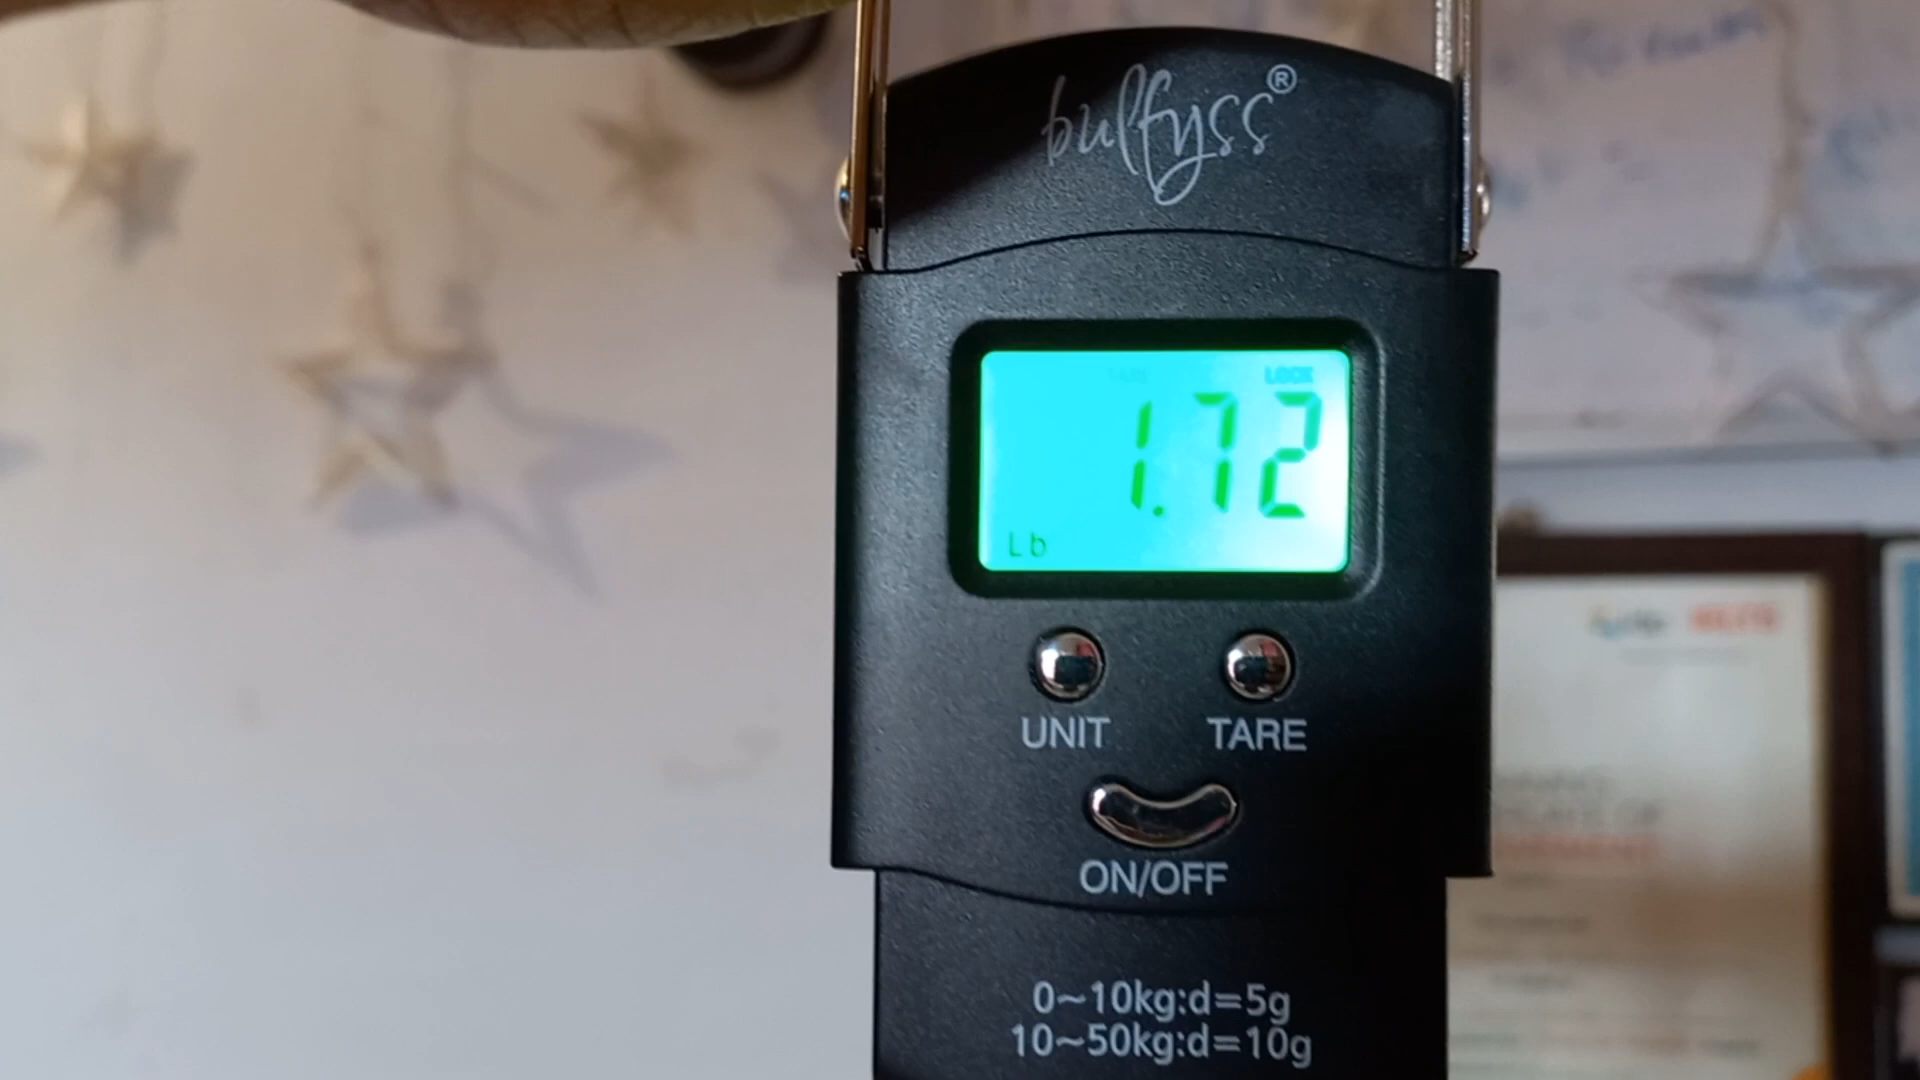 bulfyss®
LOCK
1.72
Lb
UNIT TARE
ON/OFF
0~10kg:d=5g
10~50kg:d=10g